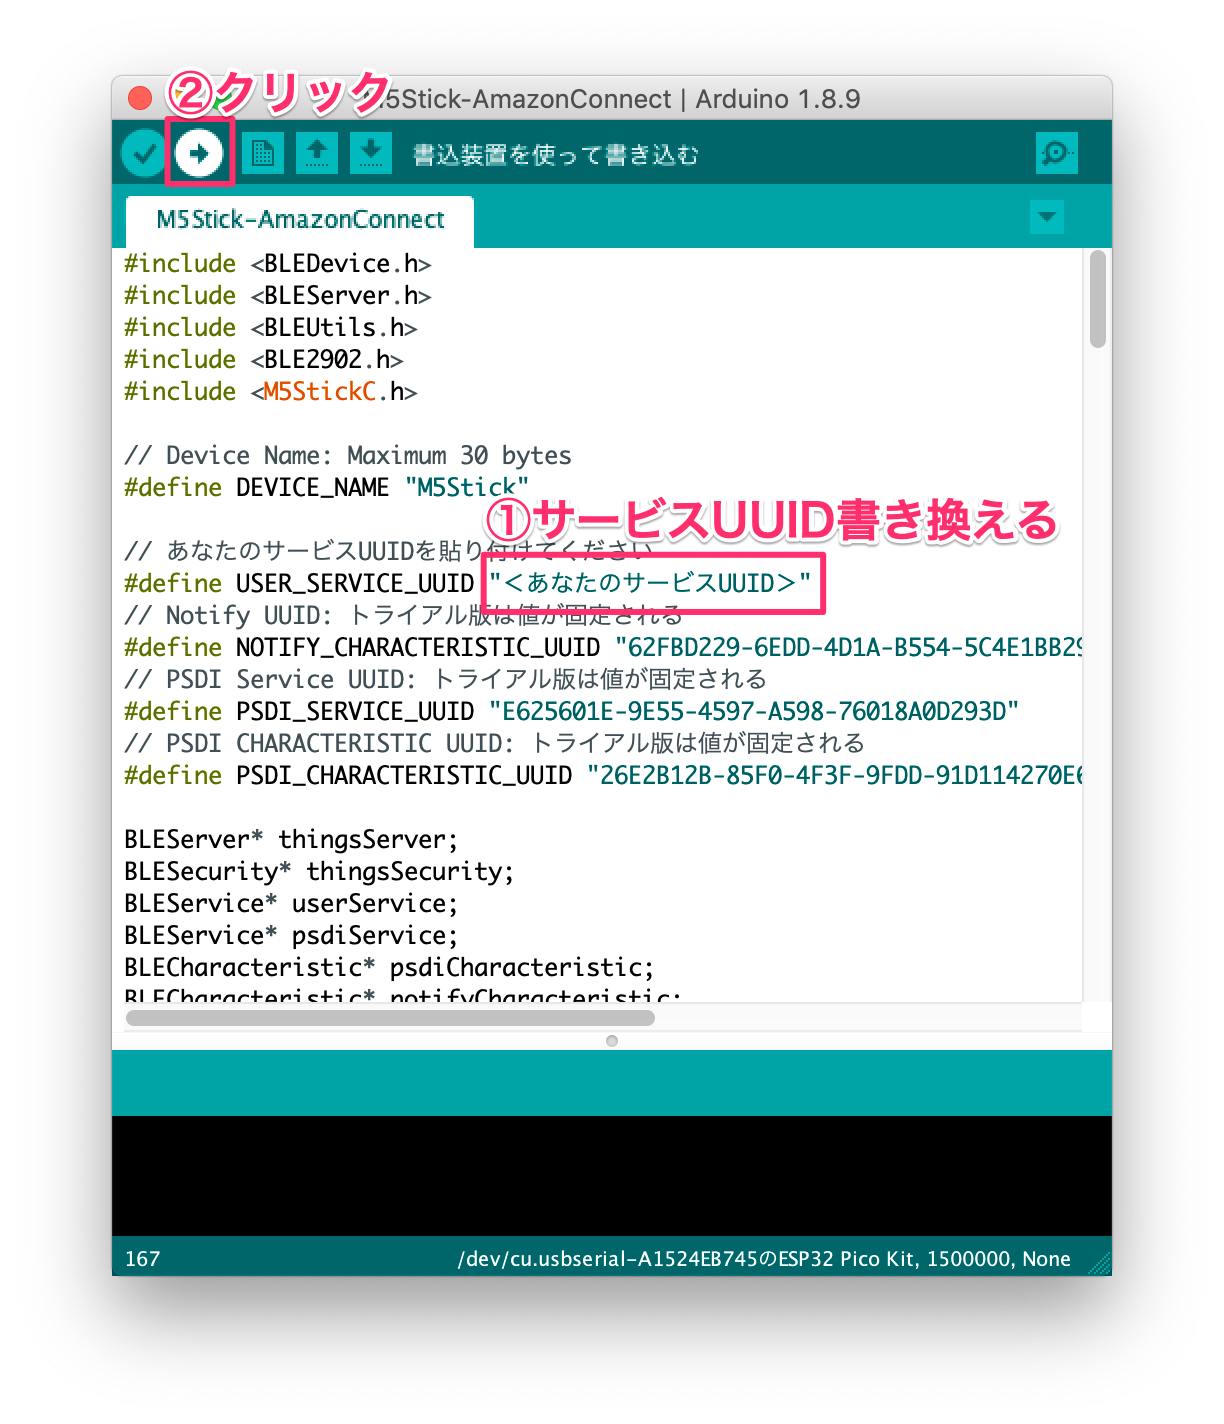 ②クリック
5Stick-AmazonConnect | Arduino 1.8.9
書込装置を使って書き込む
M5Stick-AmazonConnect
#include <BLEDevice.h>
#include <BLEServer.h>
#include <BLEUtils.h>
#include <BLE2902.h>
#include <M5StickC.h>
// Device Name: Maximum 30 bytes
#define DEVICE_NAME "M5Stick"
①サービスUUID書き換える
// あなたのサービスUUIDを貼り付けてください
#define USER_SERVICE_UUID "<あなたのサービスUUID>"
// Notify UUID: トライアル版は値が固定される
#define NOTIFY_CHARACTERISTIC_UUID "62FBD229-6EDD-4D1A-B554-5C4E1BB29
// PSDI Service UUID: トライアル版は値が固定される
#define PSDI_SERVICE_UUID "E625601E-9E55-4597-A598-76018A0D293D"
// PSDI CHARACTERISTIC UUID: トライアル版は値が固定される
#define PSDI_CHARACTERISTIC_UUID "26E2B12B-85F0-4F3F-9FDD-91D114270E6
BLEServer* thingsServer;
BLESecurity* thingsSecurity;
BLEService* userService;
BLEService* psdiService;
BLECharacteristic* psdiCharacteristic;
BLECharacteristic* notifyCharacteristic;
167
/dev/cu.usbserial-A1524EB745のESP32 Pico Kit, 1500000, None